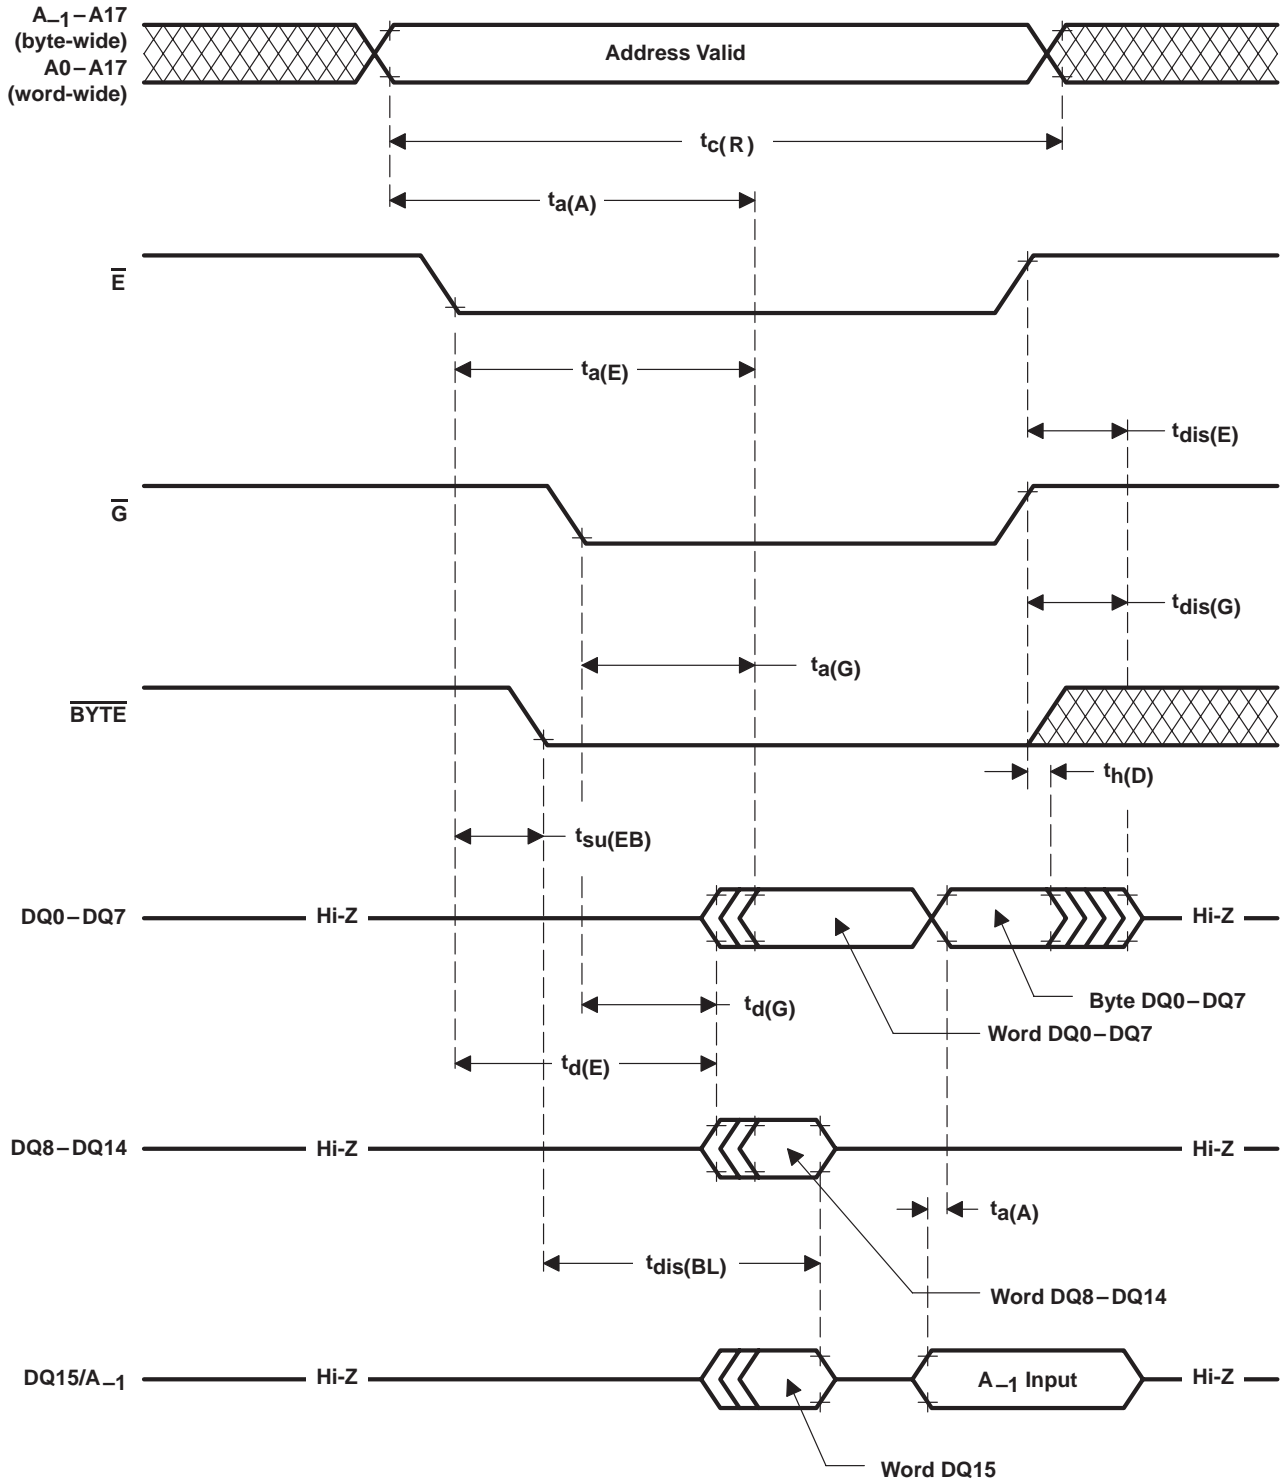 A–1–A17
(byte-wide)
A0–A17
(word-wide)
Address Valid
tc(R)
ta(A)
E
ta(E)
tdis(E)
G
tdis(G)
ta(G)
BYTE
th(D)
tsu(EB)
DQ0–DQ7
Hi-Z
Hi-Z
Byte DQ0–DQ7
td(G)
Word DQ0–DQ7
td(E)
DQ8–DQ14
Hi-Z
Hi-Z
ta(A)
tdis(BL)
Word DQ8–DQ14
DQ15/A–1
Hi-Z
A–1 Input
Hi-Z
Word DQ15